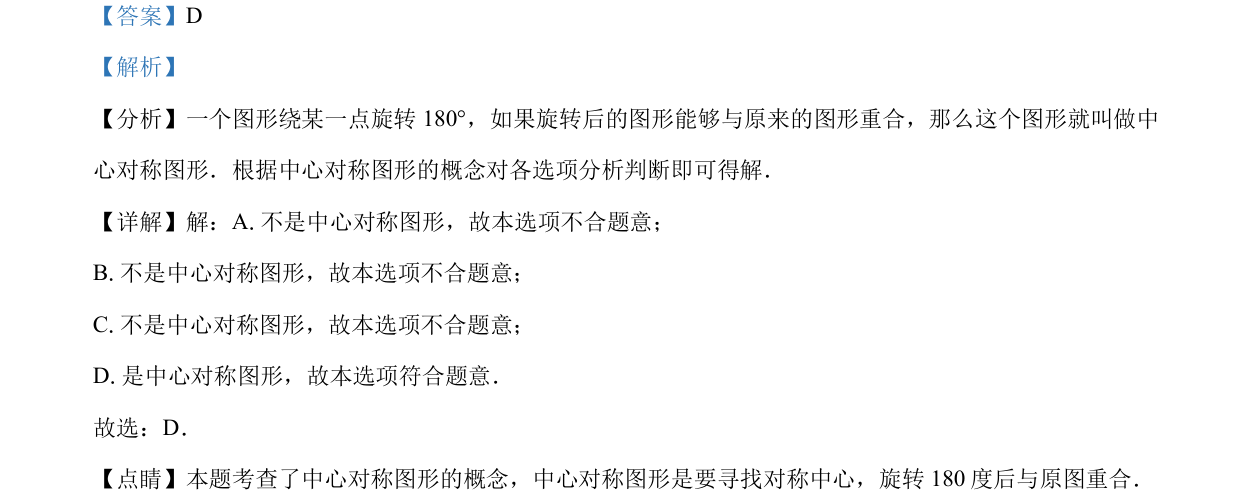 【答案】D
【解析】
【分析】一个图形绕某一点旋转 180°，如果旋转后的图形能够与原来的图形重合，那么这个图形就叫做中
心对称图形．根据中心对称图形的概念对各选项分析判断即可得解．
【详解】解：A. 不是中心对称图形，故本选项不合题意；
B. 不是中心对称图形，故本选项不合题意；
C. 不是中心对称图形，故本选项不合题意；
D. 是中心对称图形，故本选项符合题意．
故选：D．
【点睛】本题考查了中心对称图形的概念，中心对称图形是要寻找对称中心，旋转 180 度后与原图重合．